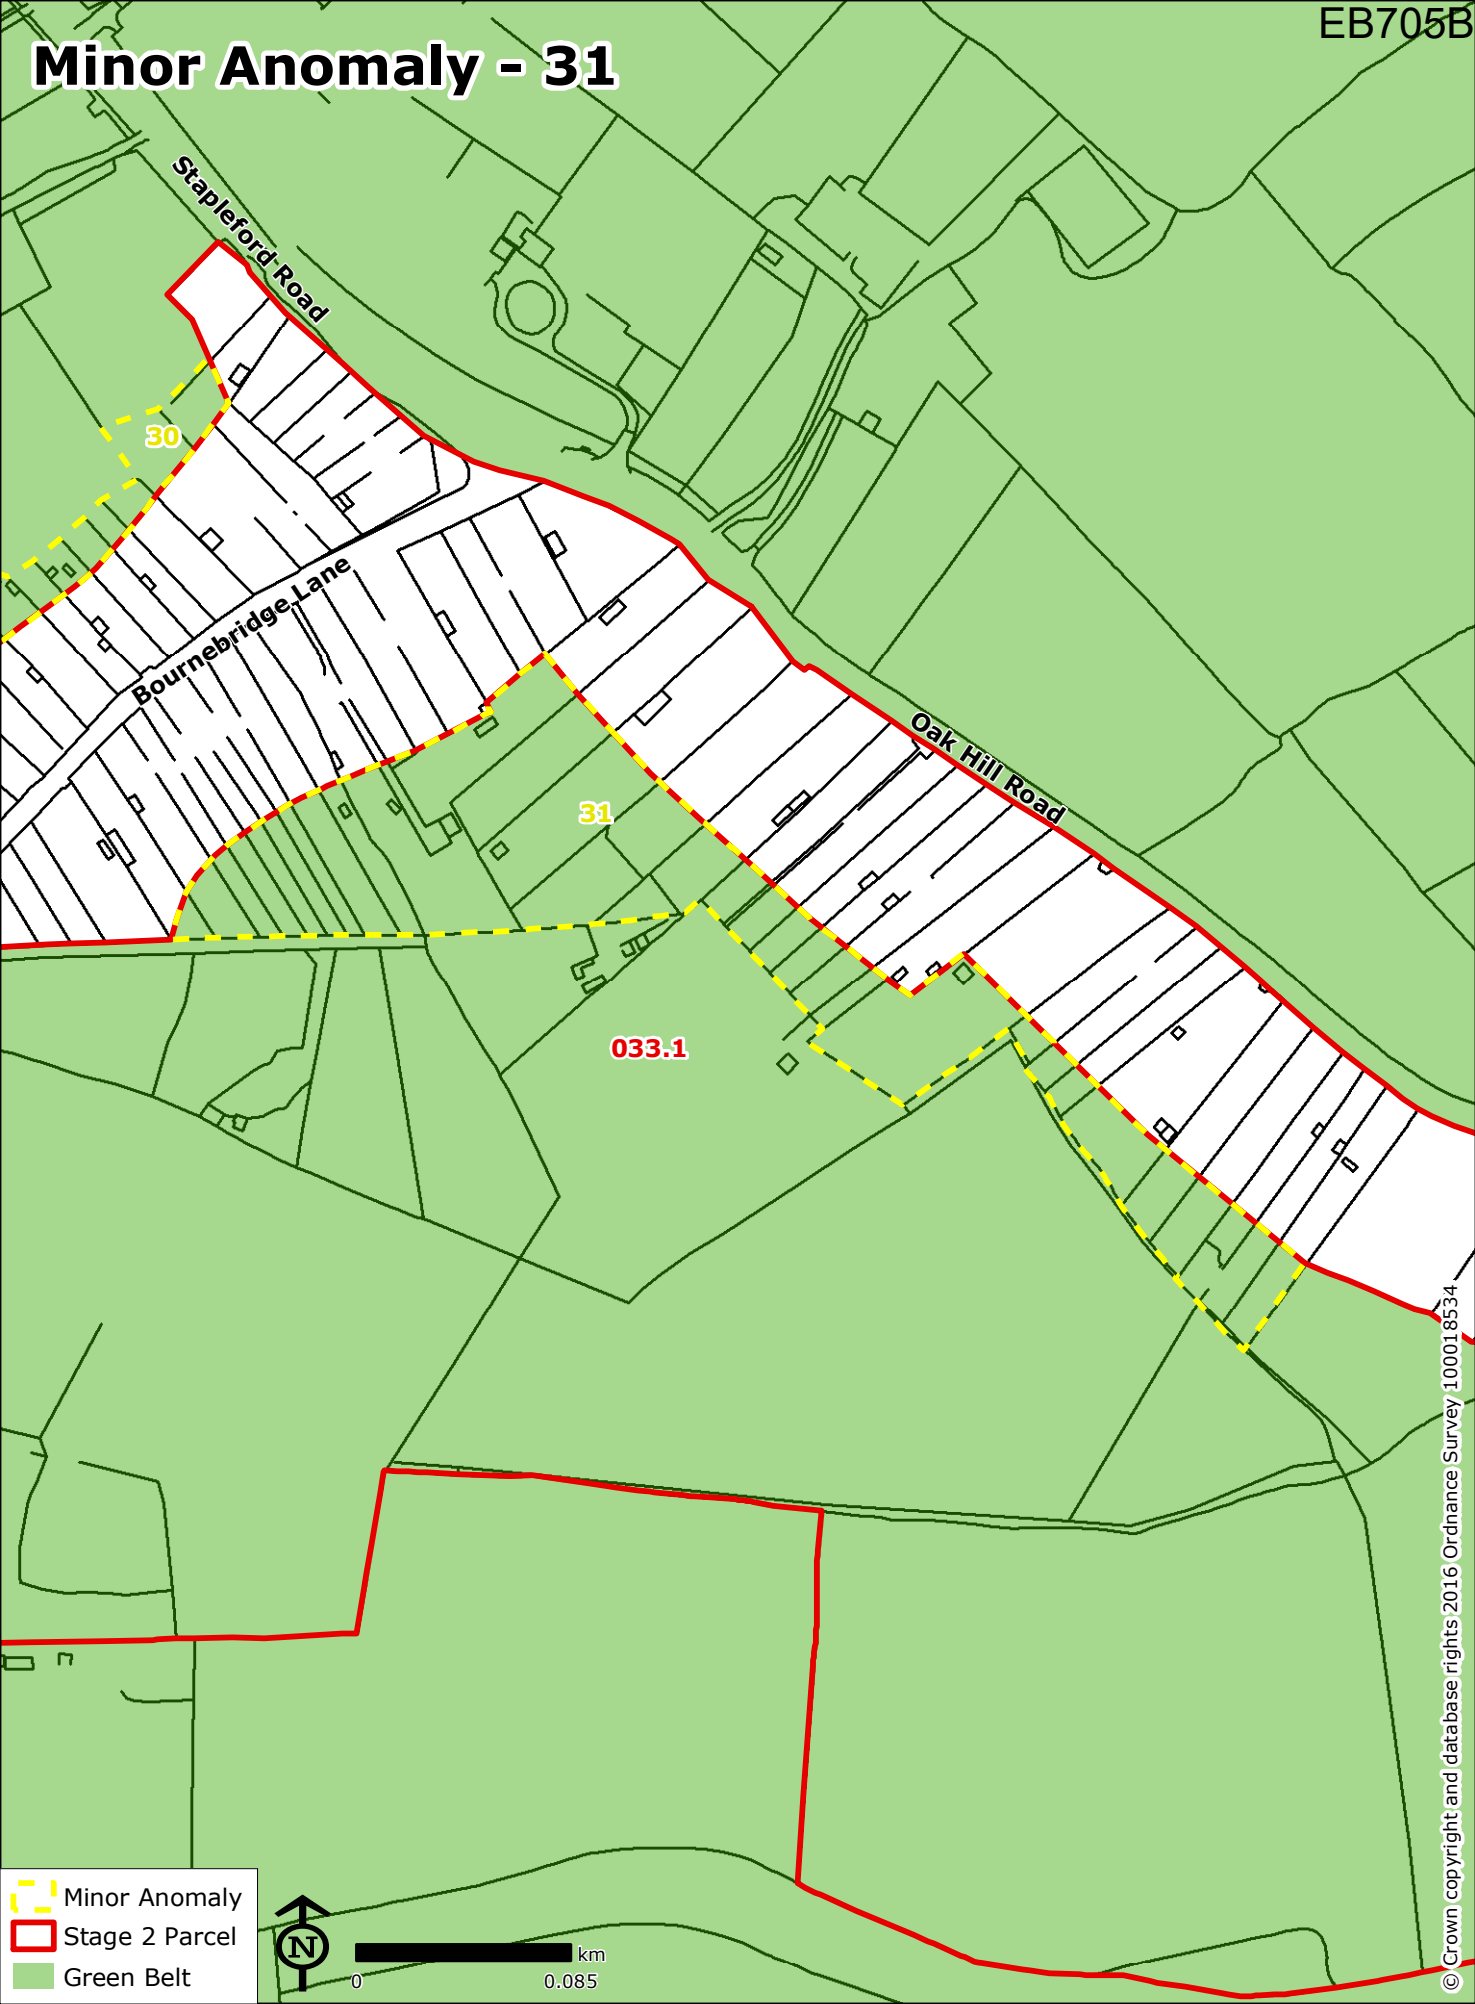 EB705B
Minor Anomaly - 31
Stapleford Road
30
Bournebridge Lane
Oak Hill Road
31
033.1
© Crown copyright and database rights 2016 Ordnance Survey 100018534
Minor Anomaly
Stage 2 Parcel
Green Belt
N
km
0 0.085